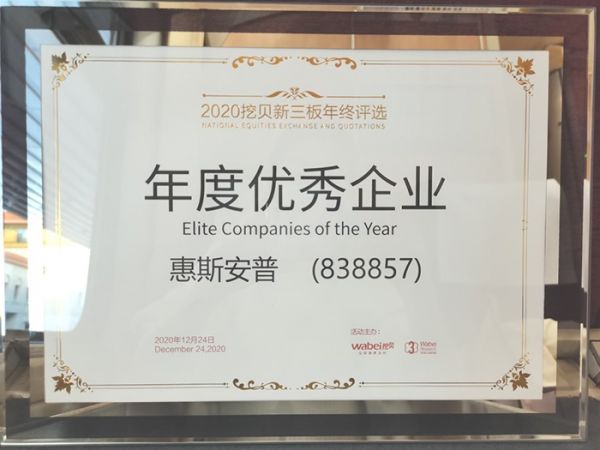 2020挖贝新三板年终评选
NATIONAL EQUITIES EXCHANGE AND QUOTATIONS
年度优秀企业
Elite Companies of the Year
惠斯安普 (838857)
2020年12月24日
December 24,2020
活动主办：
wabei挖贝
Wabei